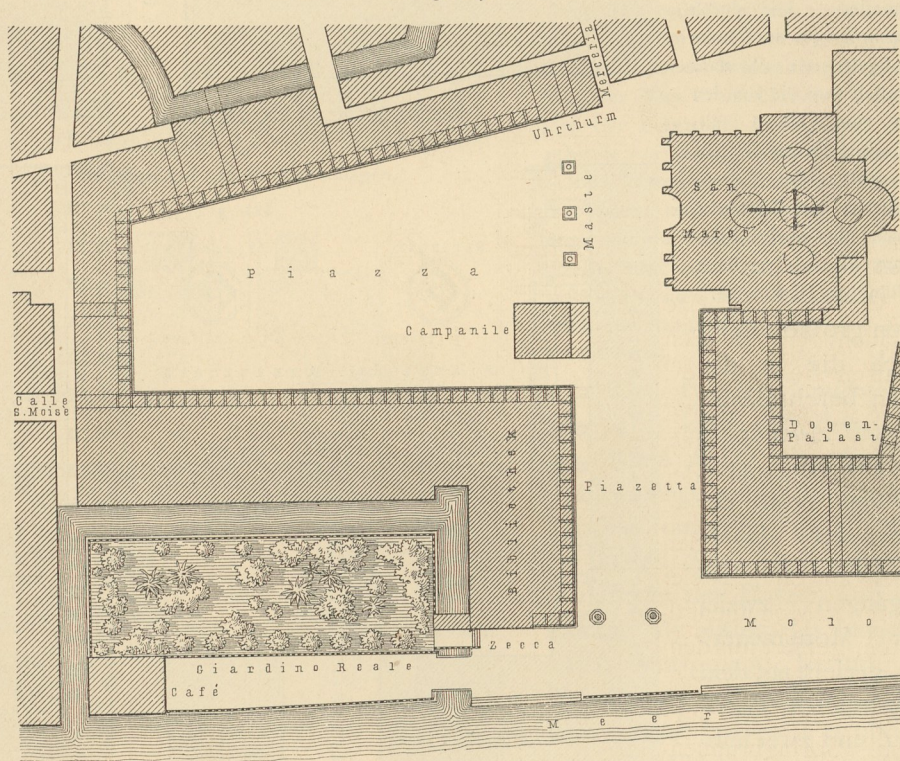 Merceria
Uhrthurm
San
Marco
Maste
Piazza
Campanile
Calle
S. Moisè
Dogen-
Palast
Bibliothek
Piazetta
Molo
Zecca
Giardino Reale
Café
Meer